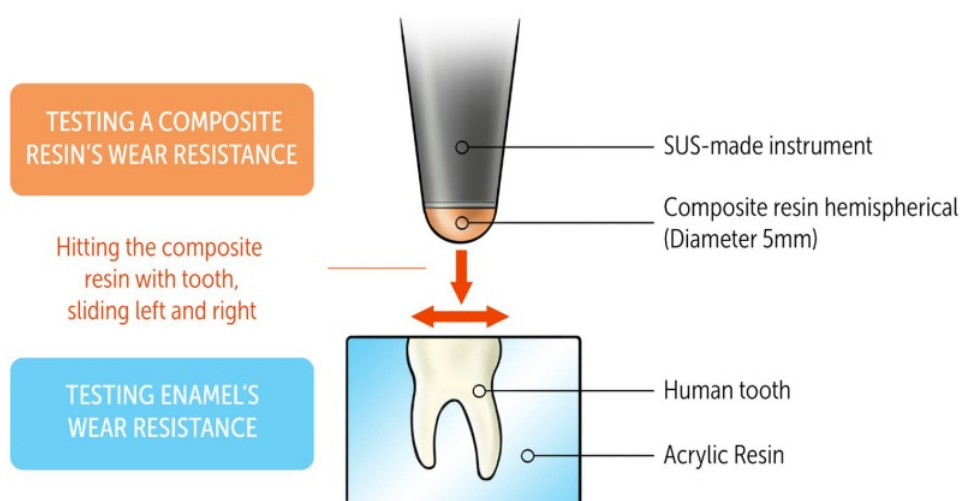 TESTING A COMPOSITE
RESIN'S WEAR RESISTANCE
Hitting the composite
resin with tooth,
sliding left and right
TESTING ENAMEL'S
WEAR RESISTANCE
SUS-made instrument
Composite resin hemispherical
(Diameter 5mm)
Human tooth
Acrylic Resin